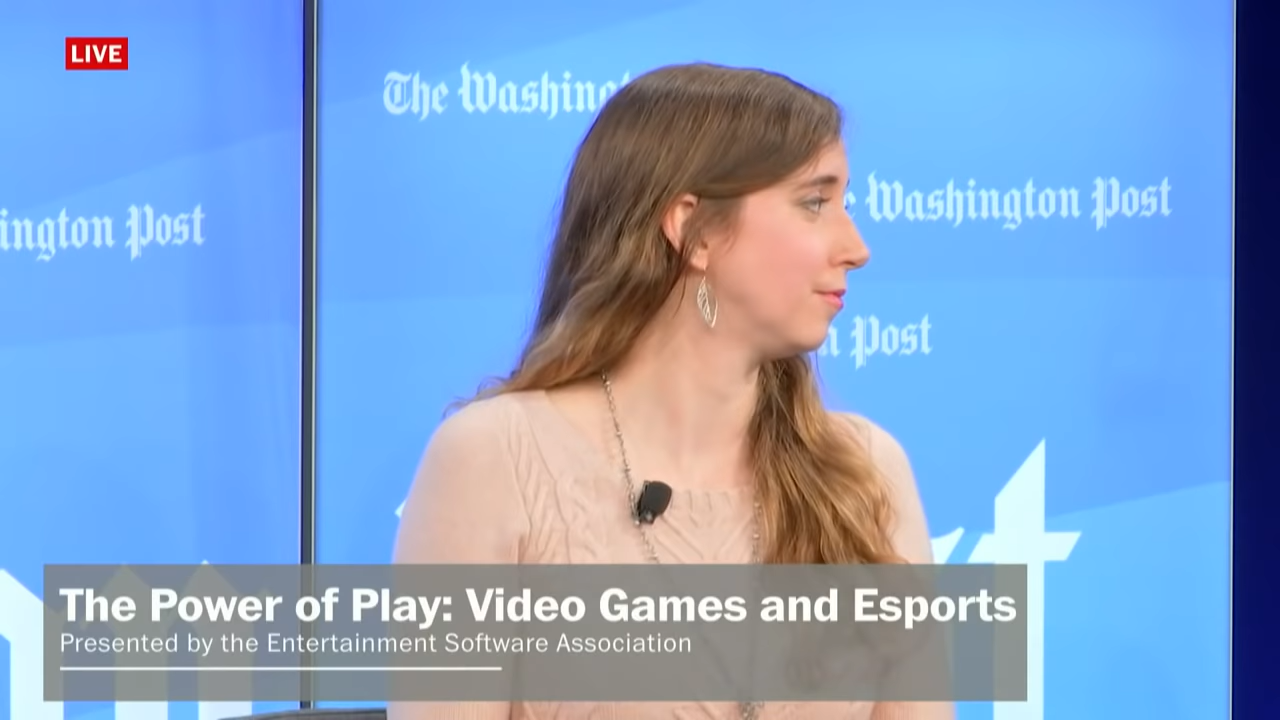 LIVE
The Washing
Washington Post
ington Post
n Post
The Power of Play: Video Games and Esports
Presented by the Entertainment Software Association